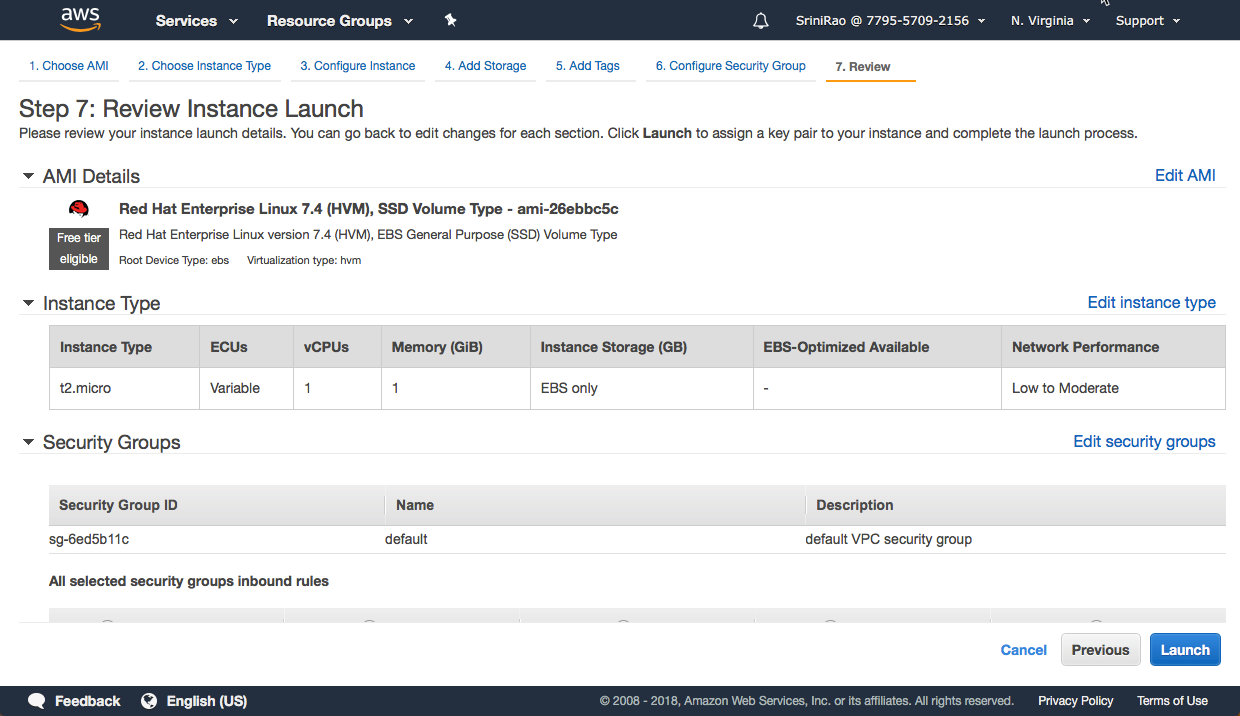 aws Services Resource Groups SriniRao @ 7795-5709-2156 N. Virginia Support
1. Choose AMI 2. Choose Instance Type 3. Configure Instance 4. Add Storage 5. Add Tags 6. Configure Security Group 7. Review
Step 7: Review Instance Launch
Please review your instance launch details. You can go back to edit changes for each section. Click Launch to assign a key pair to your instance and complete the launch process.
AMI Details Edit AMI
Red Hat Enterprise Linux 7.4 (HVM), SSD Volume Type - ami-26ebbc5c
Free tier eligible
Red Hat Enterprise Linux version 7.4 (HVM), EBS General Purpose (SSD) Volume Type
Root Device Type: ebs Virtualization type: hvm
Instance Type Edit instance type
Instance Type ECUs vCPUs Memory (GiB) Instance Storage (GB) EBS-Optimized Available Network Performance
t2.micro Variable 1 1 EBS only - Low to Moderate
Security Groups Edit security groups
Security Group ID Name Description
sg-6ed5b11c default default VPC security group
All selected security groups inbound rules
Cancel Previous Launch
Feedback English (US) © 2008 - 2018, Amazon Web Services, Inc. or its affiliates. All rights reserved. Privacy Policy Terms of Use